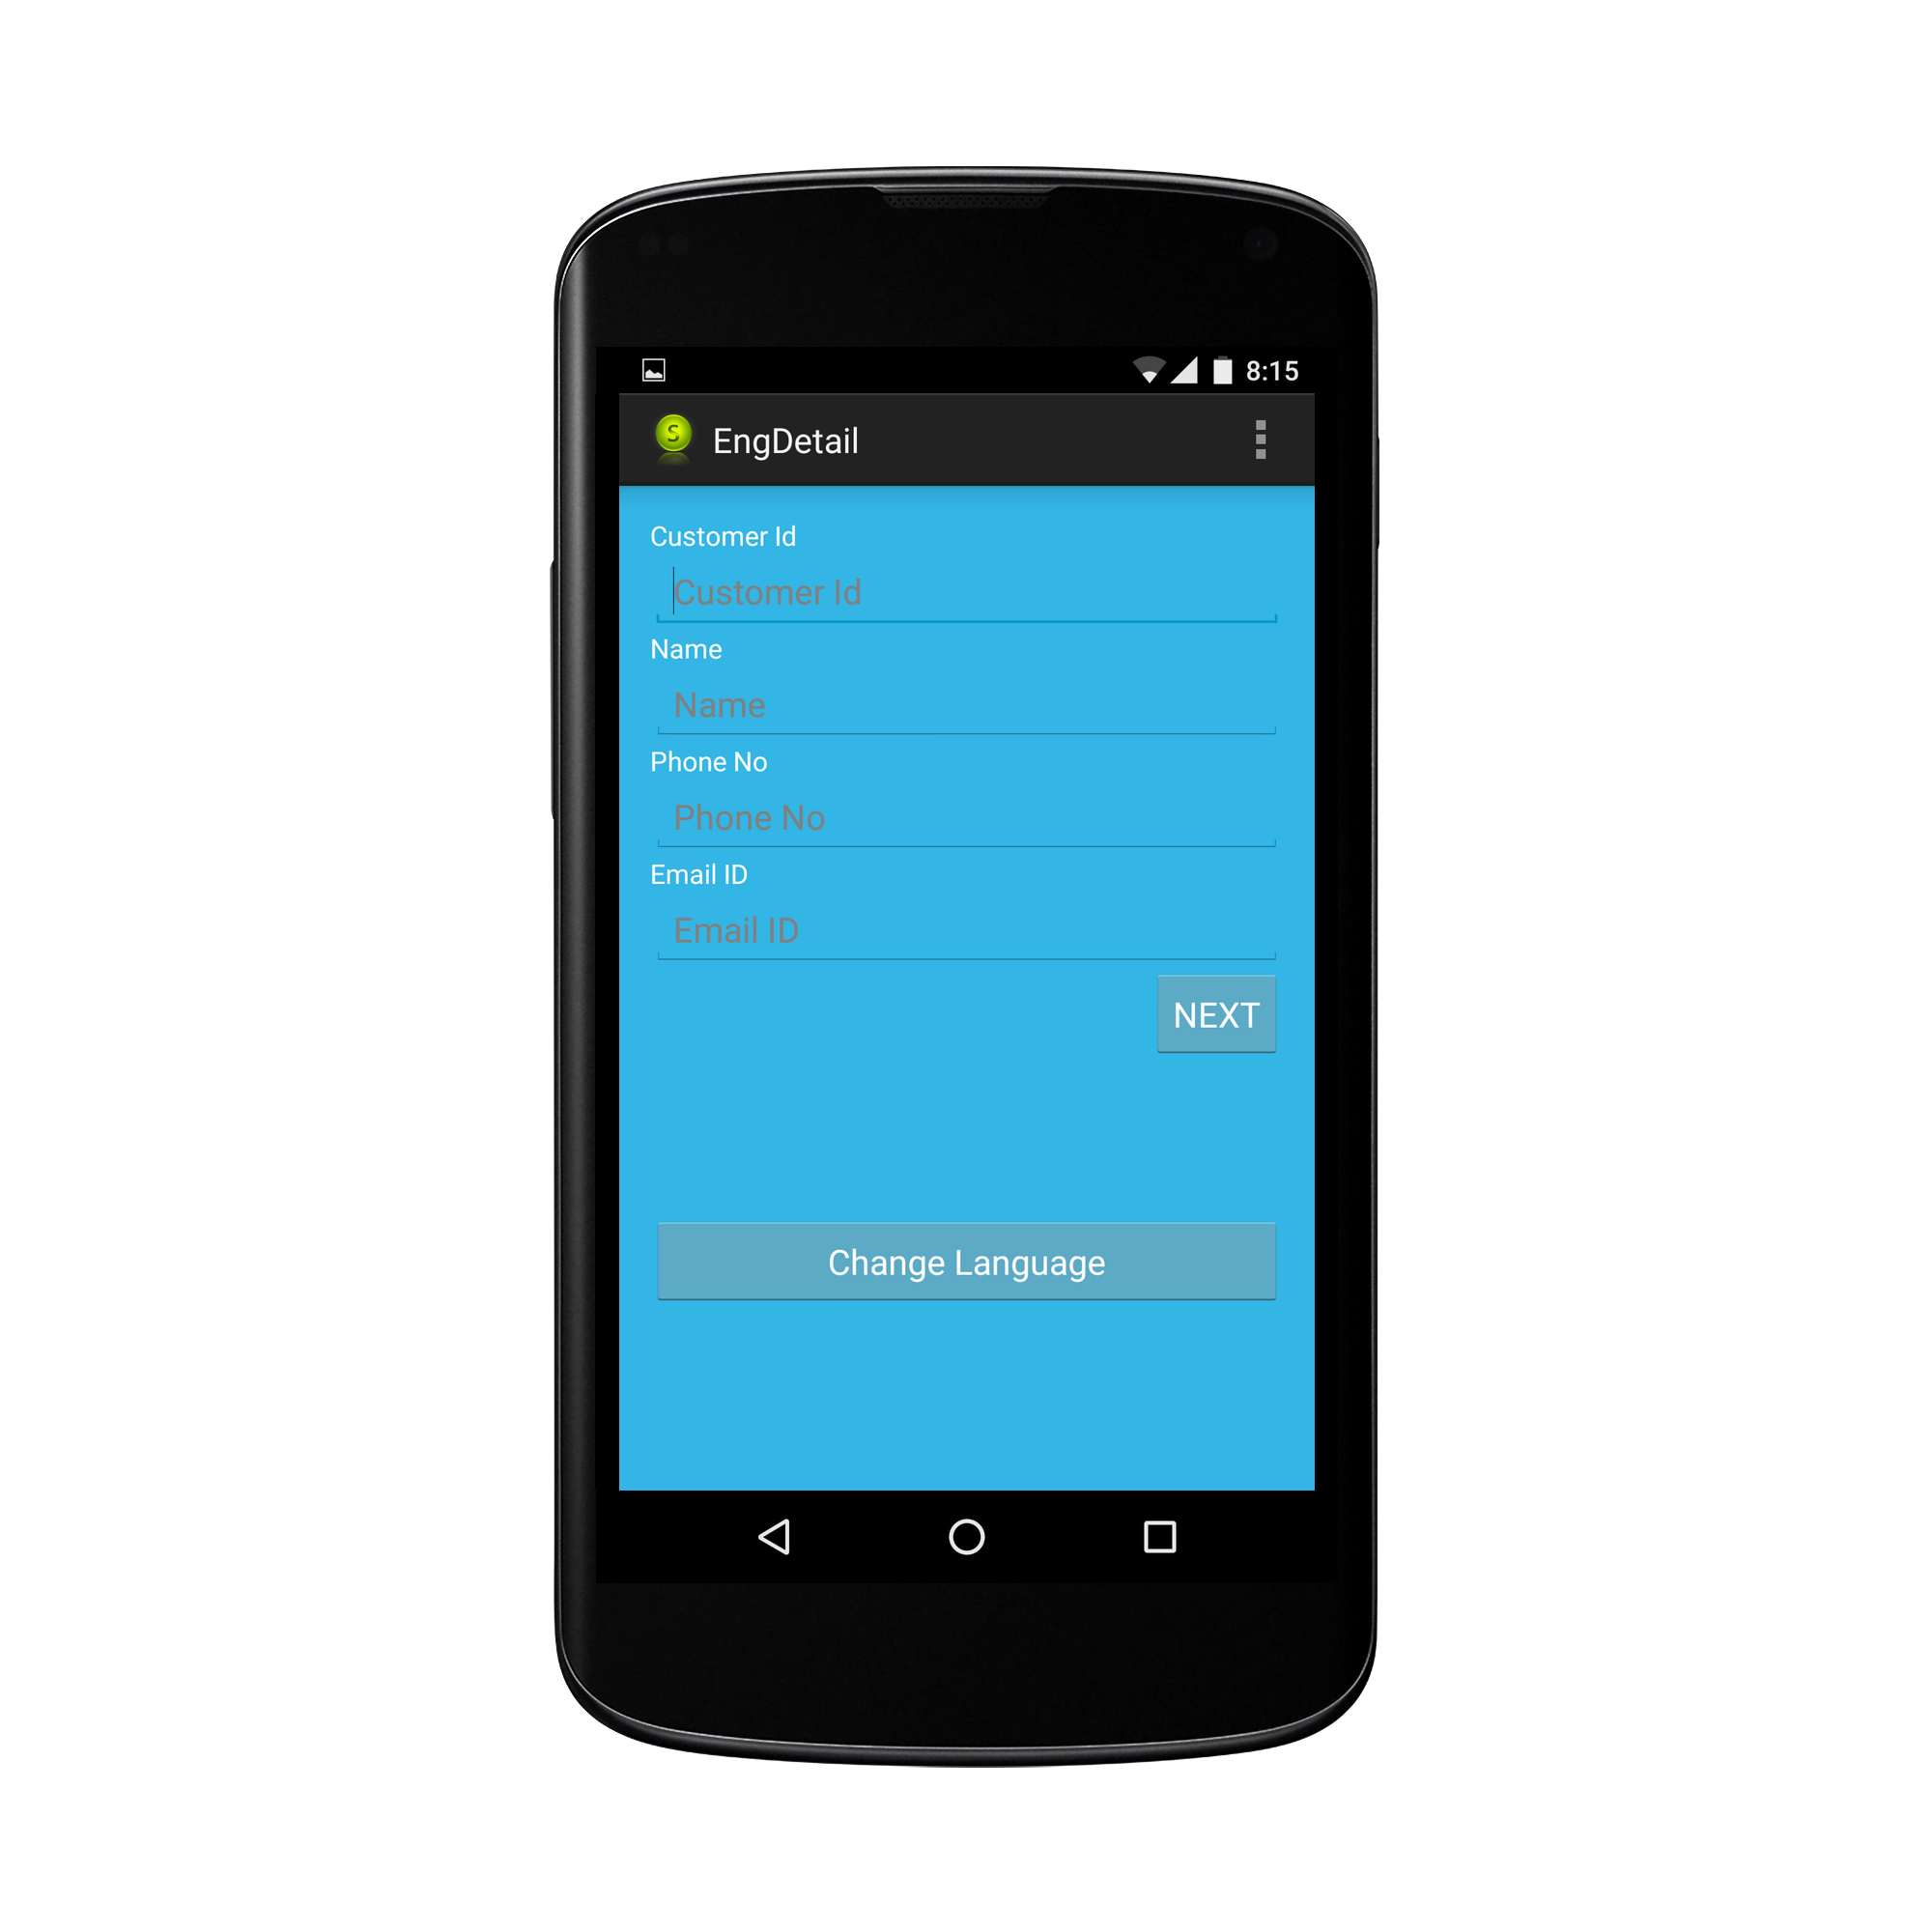 8:15
S EngDetail
Customer Id
Customer Id
Name
Name
Phone No
Phone No
Email ID
Email ID
NEXT
Change Language